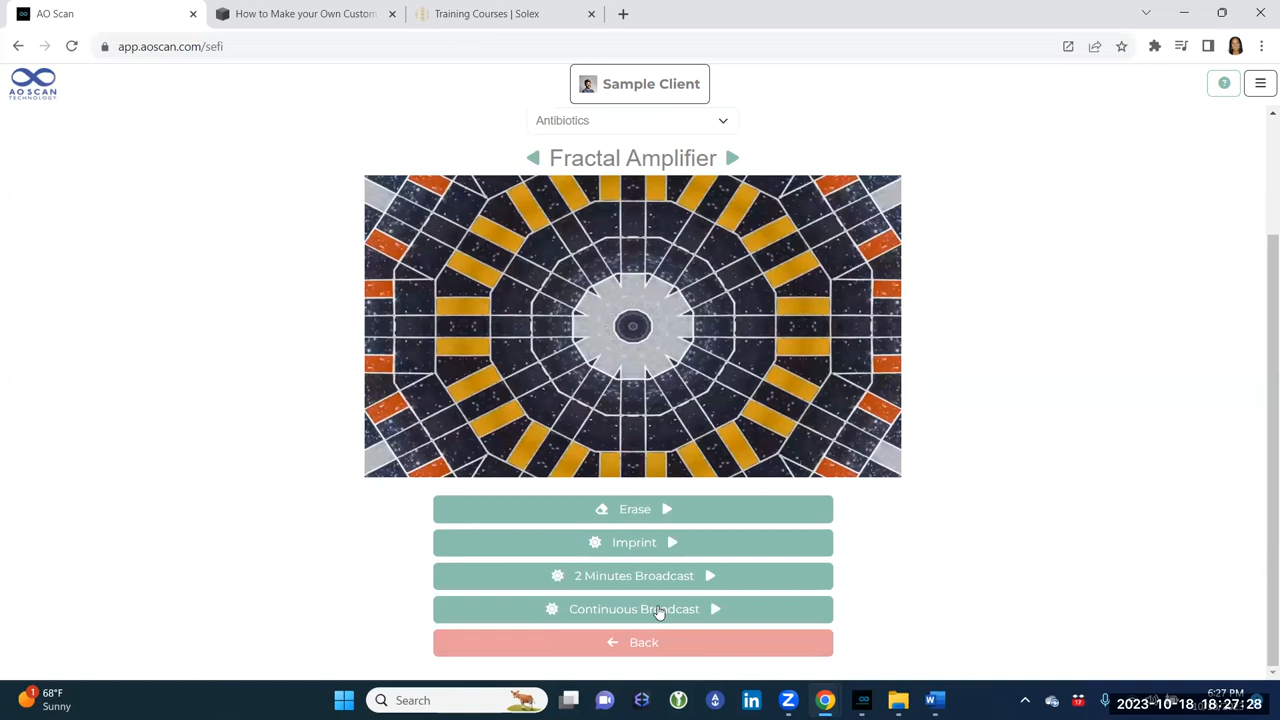 AO Scan
How to Make your Own Custom
Training Courses | Solex
app.aoscan.com/sefi
AO SCAN
TECHNOLOGY
Sample Client
Antibiotics
Fractal Amplifier
Erase
Imprint
2 Minutes Broadcast
Continuous Broadcast
Back
1
68°F
Sunny
Search
17
6:27 PM
2023-10-18 18:27:28